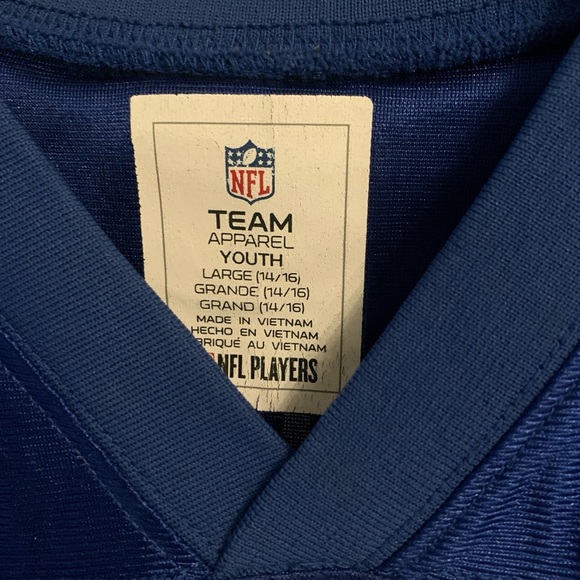 NFL
TEAM
APPAREL
YOUTH
LARGE (14/16)
GRANDE (14/16)
GRAND (14/16)
MADE IN VIETNAM
HECHO EN VIETNAM
BRIQUÉ AU VIETNAM
NFL PLAYERS